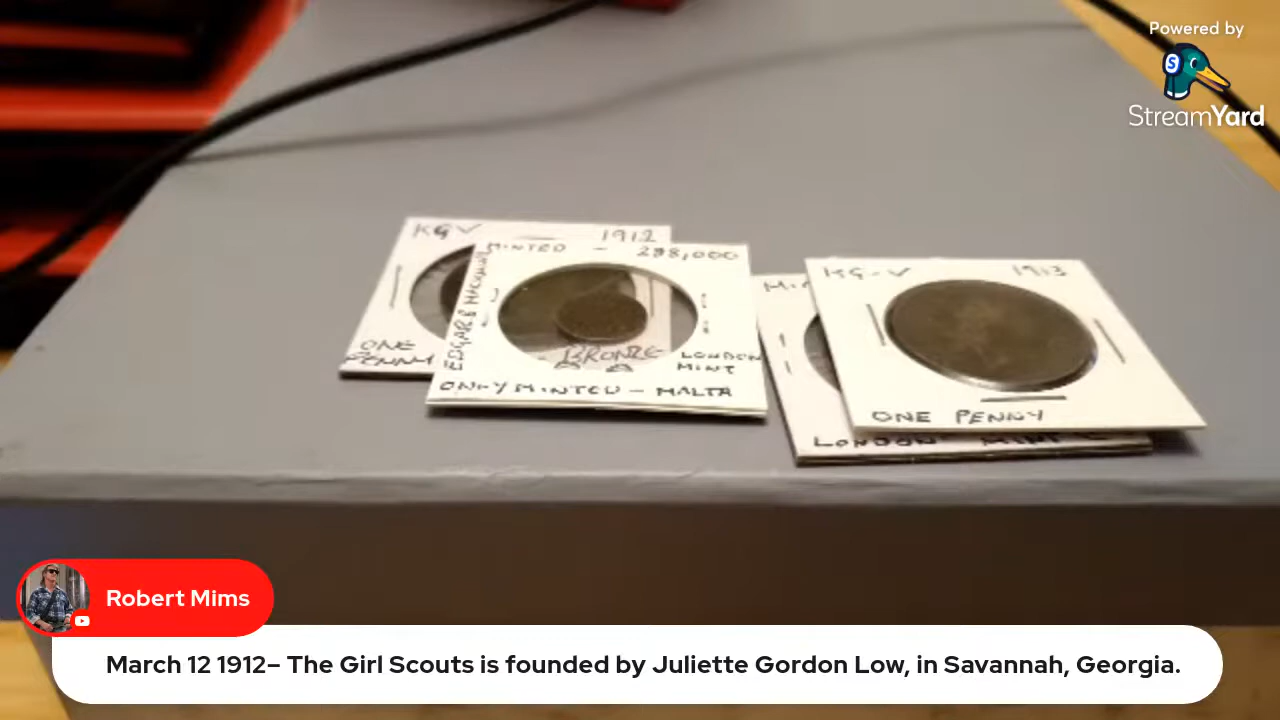 Powered by
StreamYard
KGV 1912
ONE
PENNY
MINTED - 288,000
BRONZE
LONDON
MINT
ONLY MINTED - MALTA
KG-V 1913
ONE PENNY
LONDON MINT
Robert Mims
March 12 1912– The Girl Scouts is founded by Juliette Gordon Low, in Savannah, Georgia.